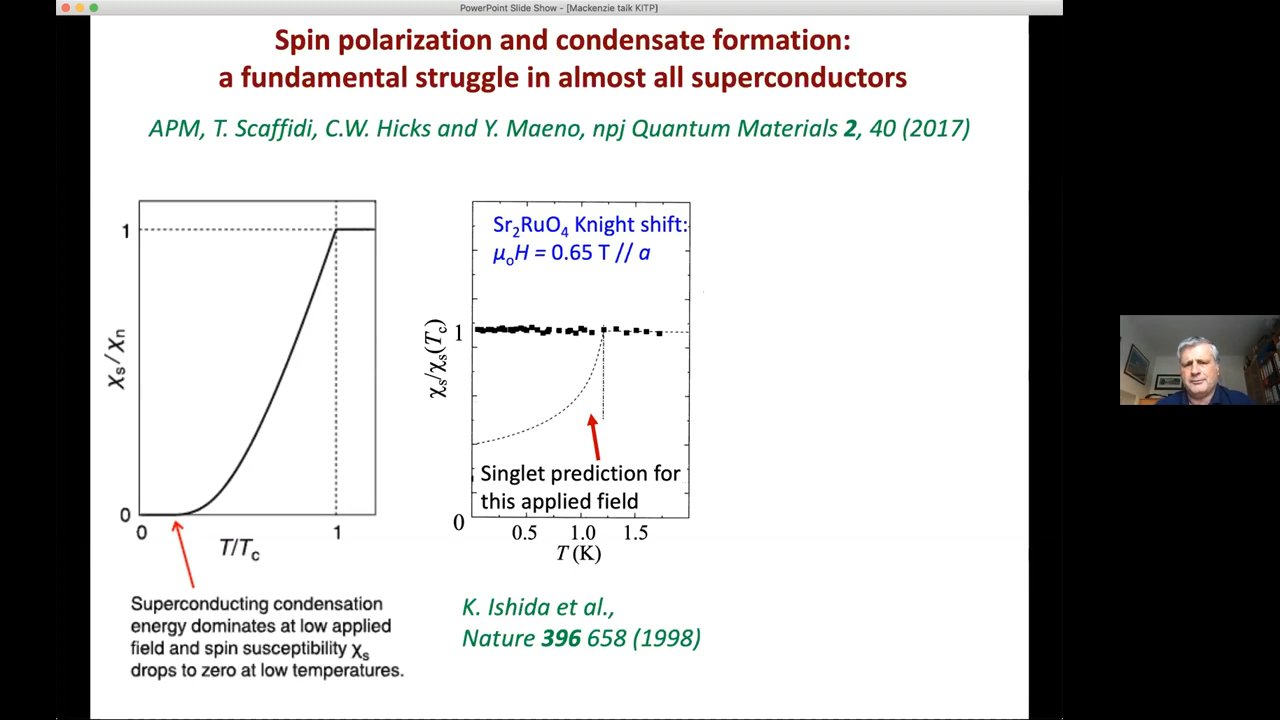 PowerPoint Slide Show - [Mackenzie talk KITP]
Spin polarization and condensate formation:
a fundamental struggle in almost all superconductors
APM, T. Scaffidi, C.W. Hicks and Y. Maeno, npj Quantum Materials 2, 40 (2017)
1
χs/χn
0
0
1
T/Tc
Superconducting condensation
energy dominates at low applied
field and spin susceptibility χs
drops to zero at low temperatures.
Sr₂RuO₄ Knight shift:
μoH = 0.65 T // a
1
χs/χs(Tc)
Singlet prediction for
this applied field
0
0.5 1.0 1.5
T (K)
K. Ishida et al.,
Nature 396 658 (1998)